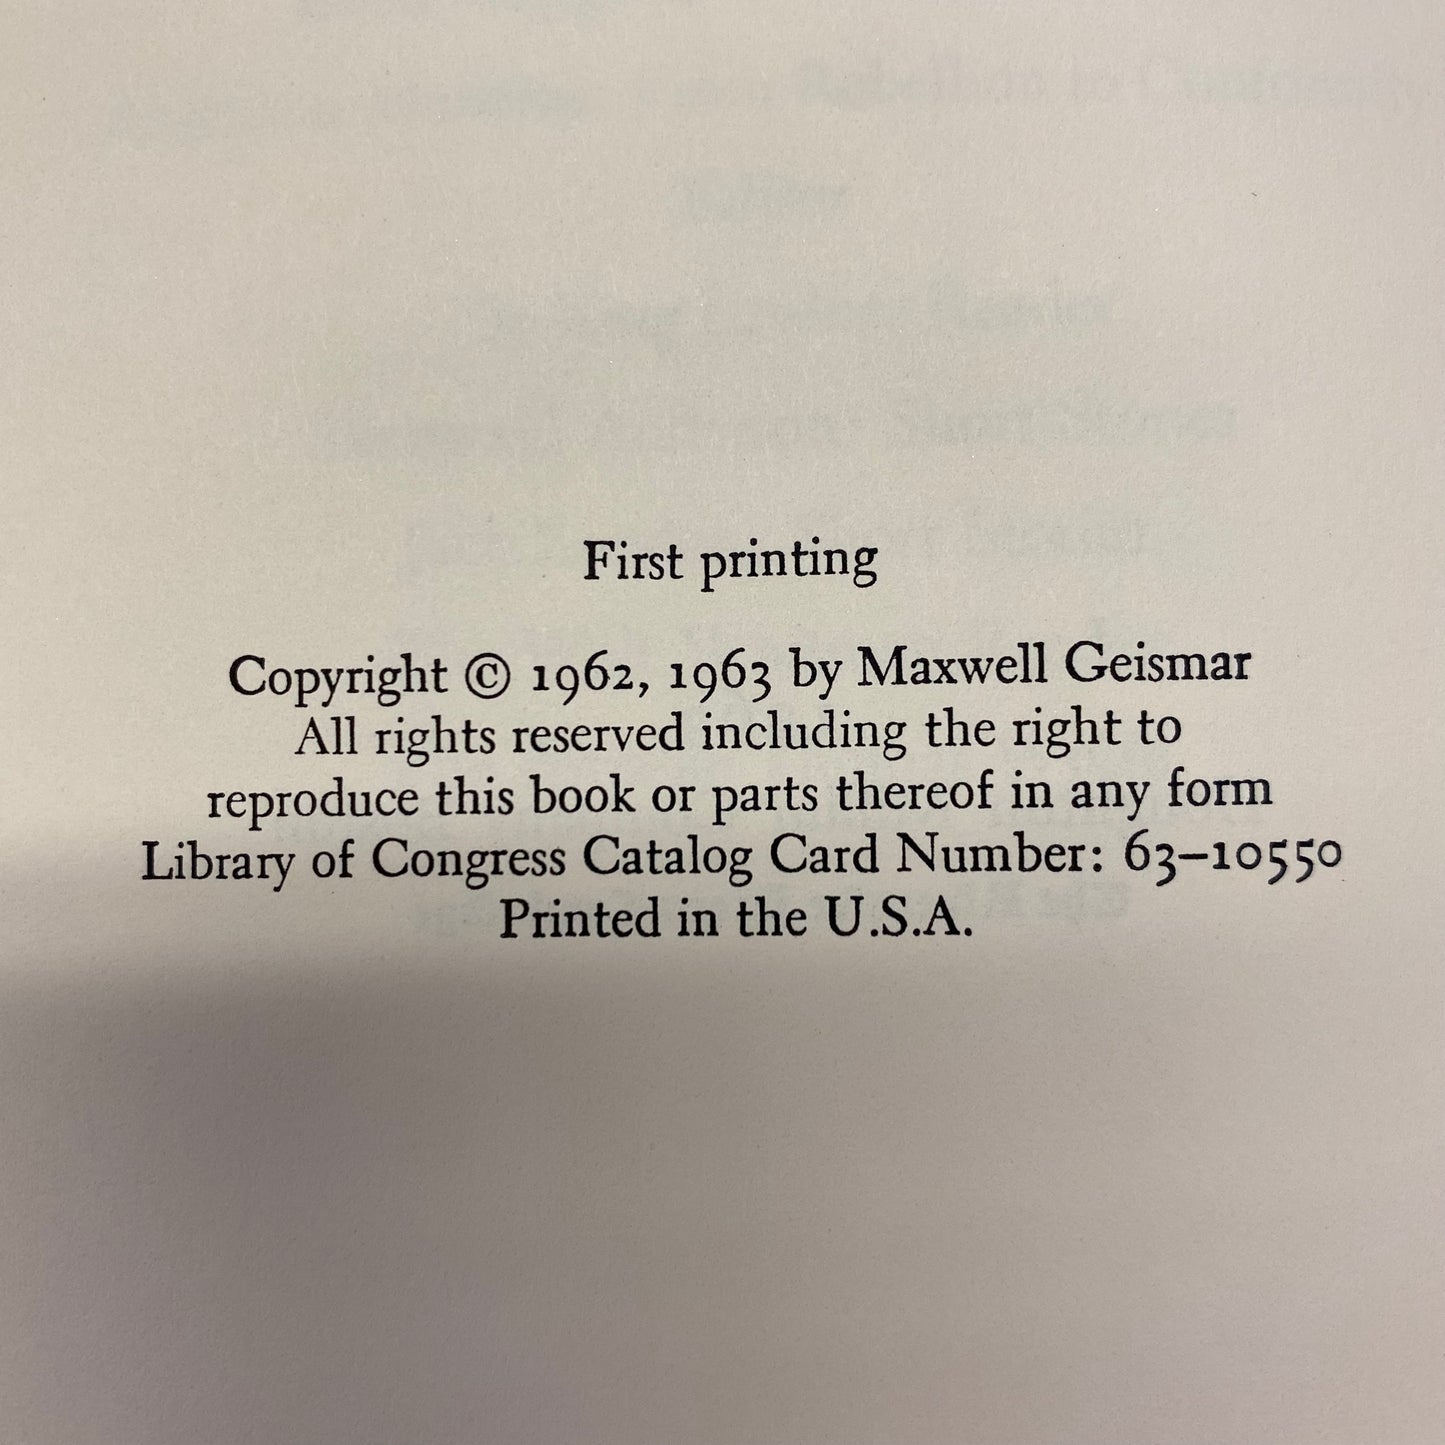 First printing
Copyright © 1962, 1963 by Maxwell Geismar
All rights reserved including the right to
reproduce this book or parts thereof in any form
Library of Congress Catalog Card Number: 63–10550
Printed in the U.S.A.